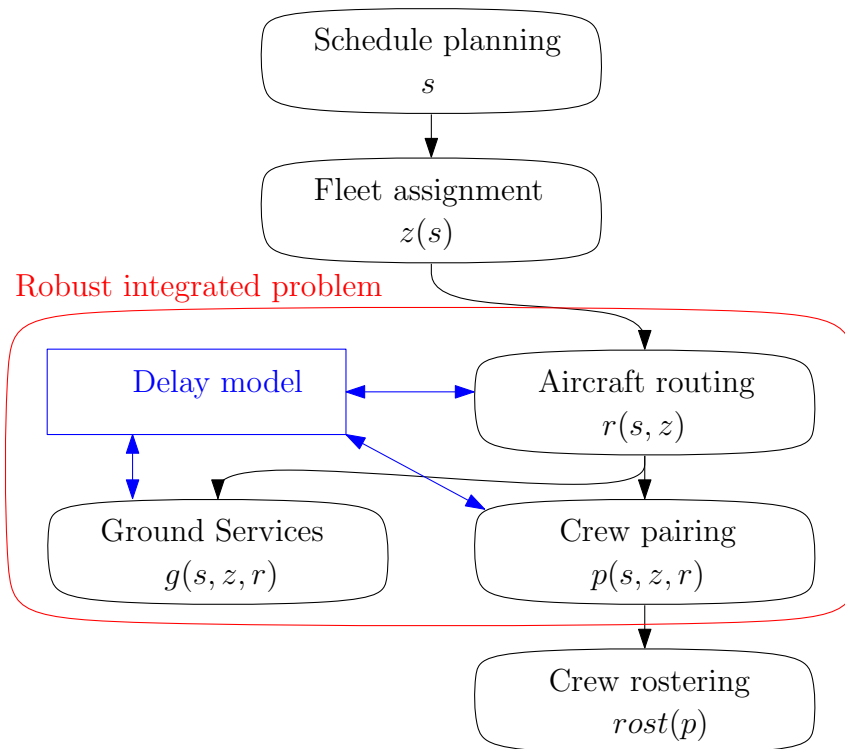 Schedule planning
s
Fleet assignment
z(s)
Robust integrated problem
Delay model
Aircraft routing
r(s, z)
Ground Services
g(s, z, r)
Crew pairing
p(s, z, r)
Crew rostering
rost(p)